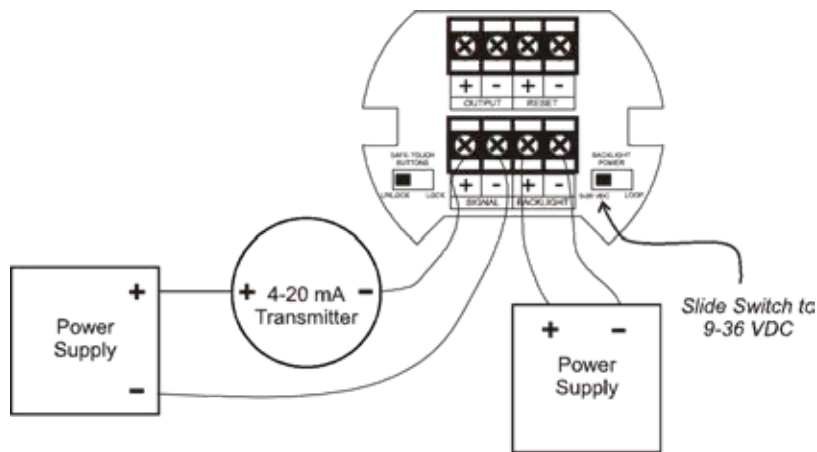 + - + -
OUTPUT RESET
SAFE-TOUCH
BUTTONS
UNLOCK LOCK
+ - + -
SIGNAL BACKLIGHT
BACKLIGHT
POWER
9-36 VDC LOOP
+
Power
Supply
-
+ 4-20 mA -
Transmitter
+ -
Power
Supply
Slide Switch to
9-36 VDC